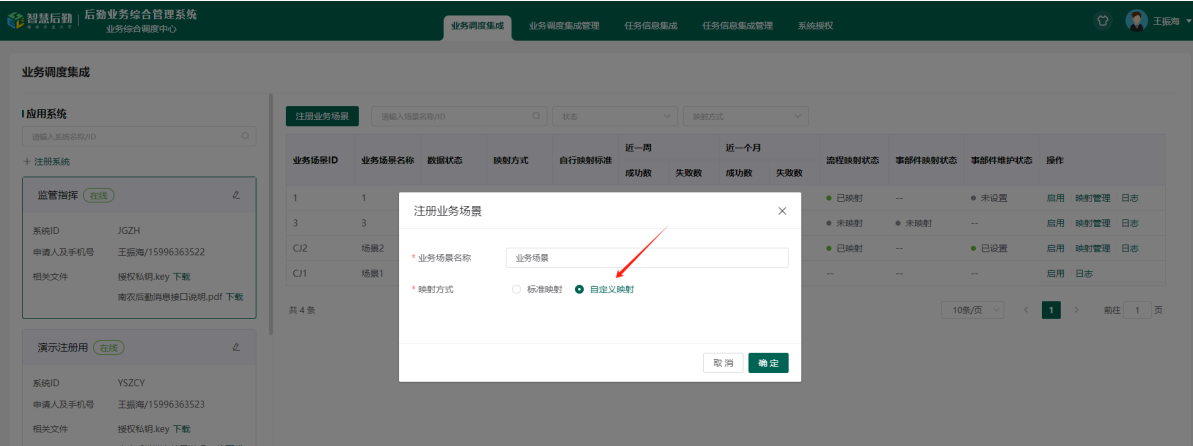 智慧后勤 后勤业务综合管理系统
业务综合调度中心
业务调度集成 业务调度集成管理 任务信息集成 任务信息集成管理 系统授权
王振海
业务调度集成
应用系统
请输入系统名称/ID
+ 注册系统
监管指挥 在线
系统ID JGZH
申请人及手机号 王振海/15996363522
相关文件 授权私钥.key 下载
南农后勤消息接口说明.pdf 下载
演示注册用 在线
系统ID YSZCY
申请人及手机号 王振海/15996363523
相关文件 授权私钥.key 下载
注册业务场景 请输入场景名称/ID 状态 映射方式
业务场景ID 业务场景名称 数据状态 映射方式 自行映射标准 近一周 近一个月 流程映射状态 事部件映射状态 事部件维护状态 操作
成功数 失败数 成功数 失败数
1 1 已映射 -- 未设置 启用 映射管理 日志
3 3 未映射 未映射 -- 启用 映射管理 日志
CJ2 场景2 已映射 -- 已设置 启用 映射管理 日志
CJ1 场景1 -- -- -- 启用 日志
共 4 条 10条/页 < 1 > 前往 1 页
注册业务场景
* 业务场景名称 业务场景
* 映射方式 标准映射 自定义映射
取 消 确 定